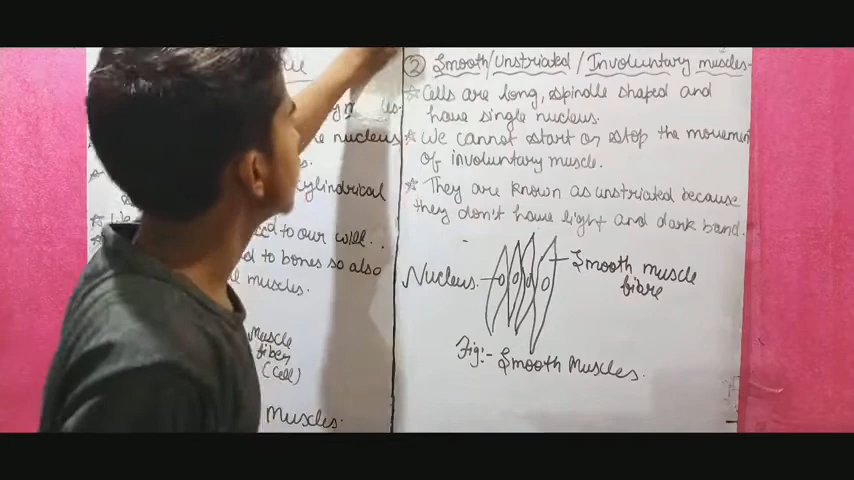 e nucleus
cylindrical
sed to our will..
d to bones so also
e muscles.
Muscle
fiber
(cell)
Muscles.
② Smooth/Unstriated/Involuntary muscles-
☆ Cells are long, spindle shaped and
have single nucleus.
☆ We cannot start or stop the movement
of involuntary muscle.
☆ They are known as unstriated because
they don't have light and dark band.
Nucleus.
Smooth muscle
fibre
Fig:- Smooth Muscles.